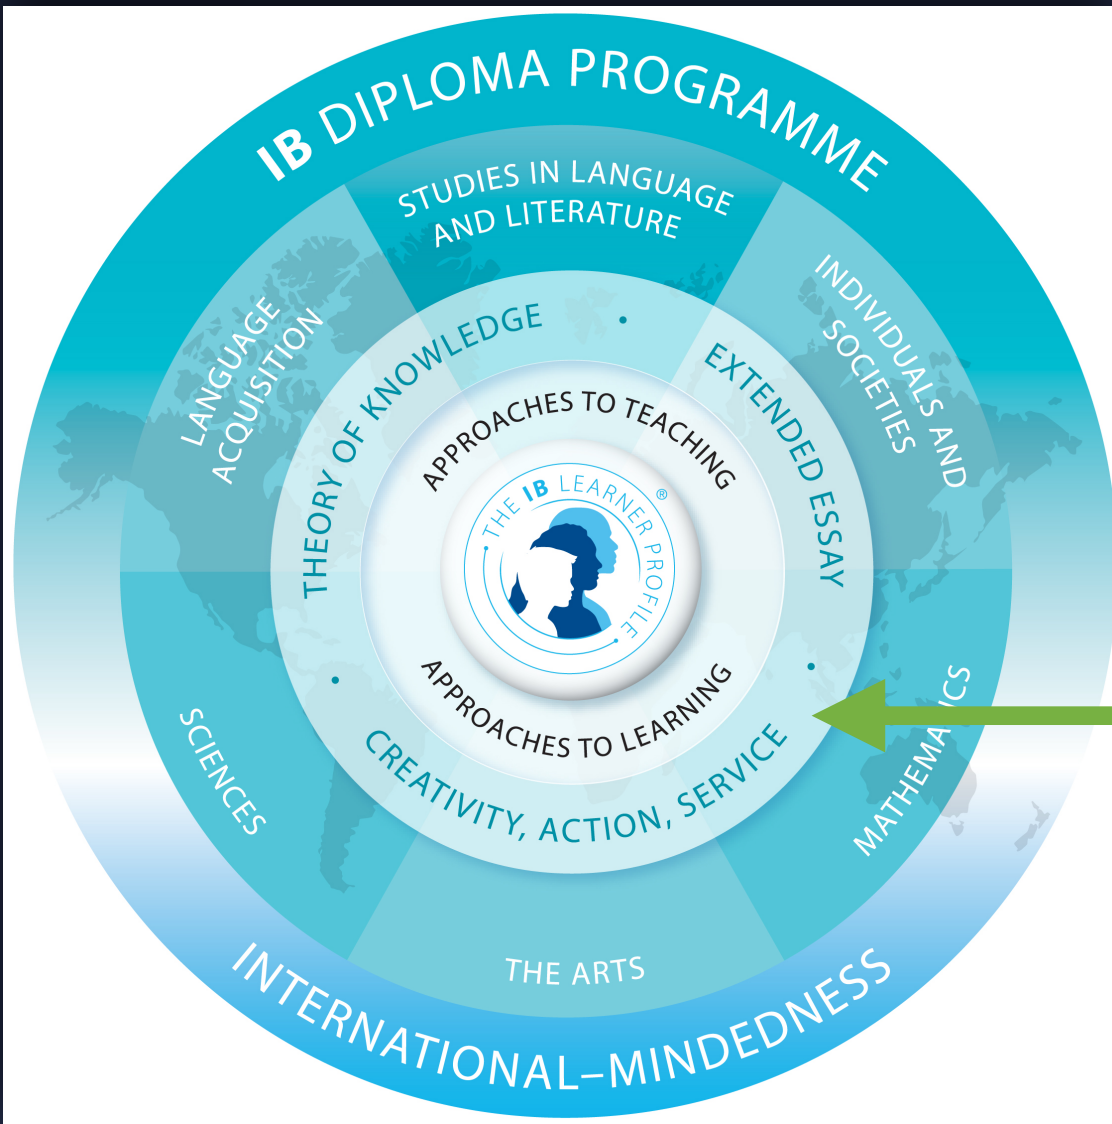 IB DIPLOMA PROGRAMME
STUDIES IN LANGUAGE
AND LITERATURE
LANGUAGE
ACQUISITION
INDIVIDUALS AND
SOCIETIES
THEORY OF KNOWLEDGE
EXTENDED ESSAY
APPROACHES TO TEACHING
THE IB LEARNER PROFILE
®
APPROACHES TO LEARNING
CREATIVITY, ACTION, SERVICE
SCIENCES
MATHEMATICS
THE ARTS
INTERNATIONAL–MINDEDNESS